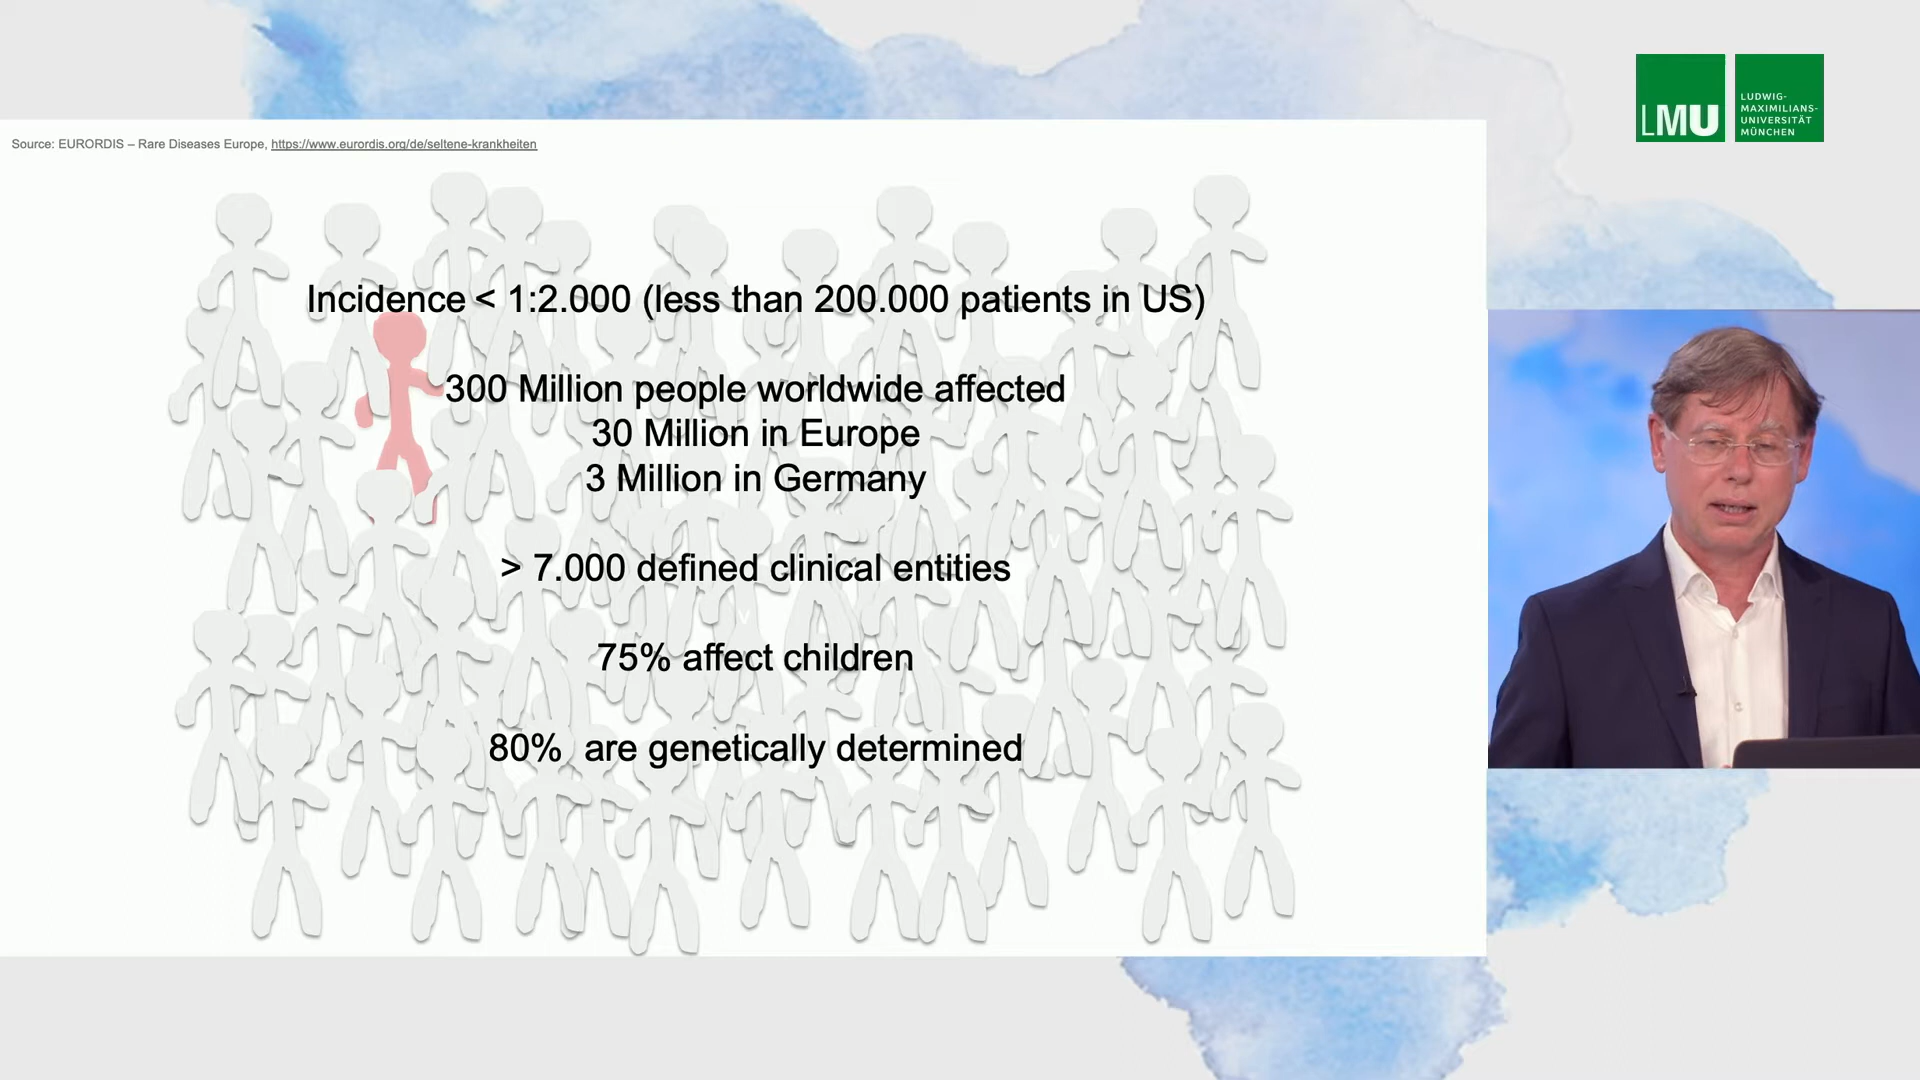 LMU
LUDWIG-
MAXIMILIANS-
UNIVERSITÄT
MÜNCHEN
Source: EURORDIS – Rare Diseases Europe, https://www.eurordis.org/de/seltene-krankheiten
Incidence < 1:2.000 (less than 200.000 patients in US)
300 Million people worldwide affected
30 Million in Europe
3 Million in Germany
> 7.000 defined clinical entities
75% affect children
80%  are genetically determined